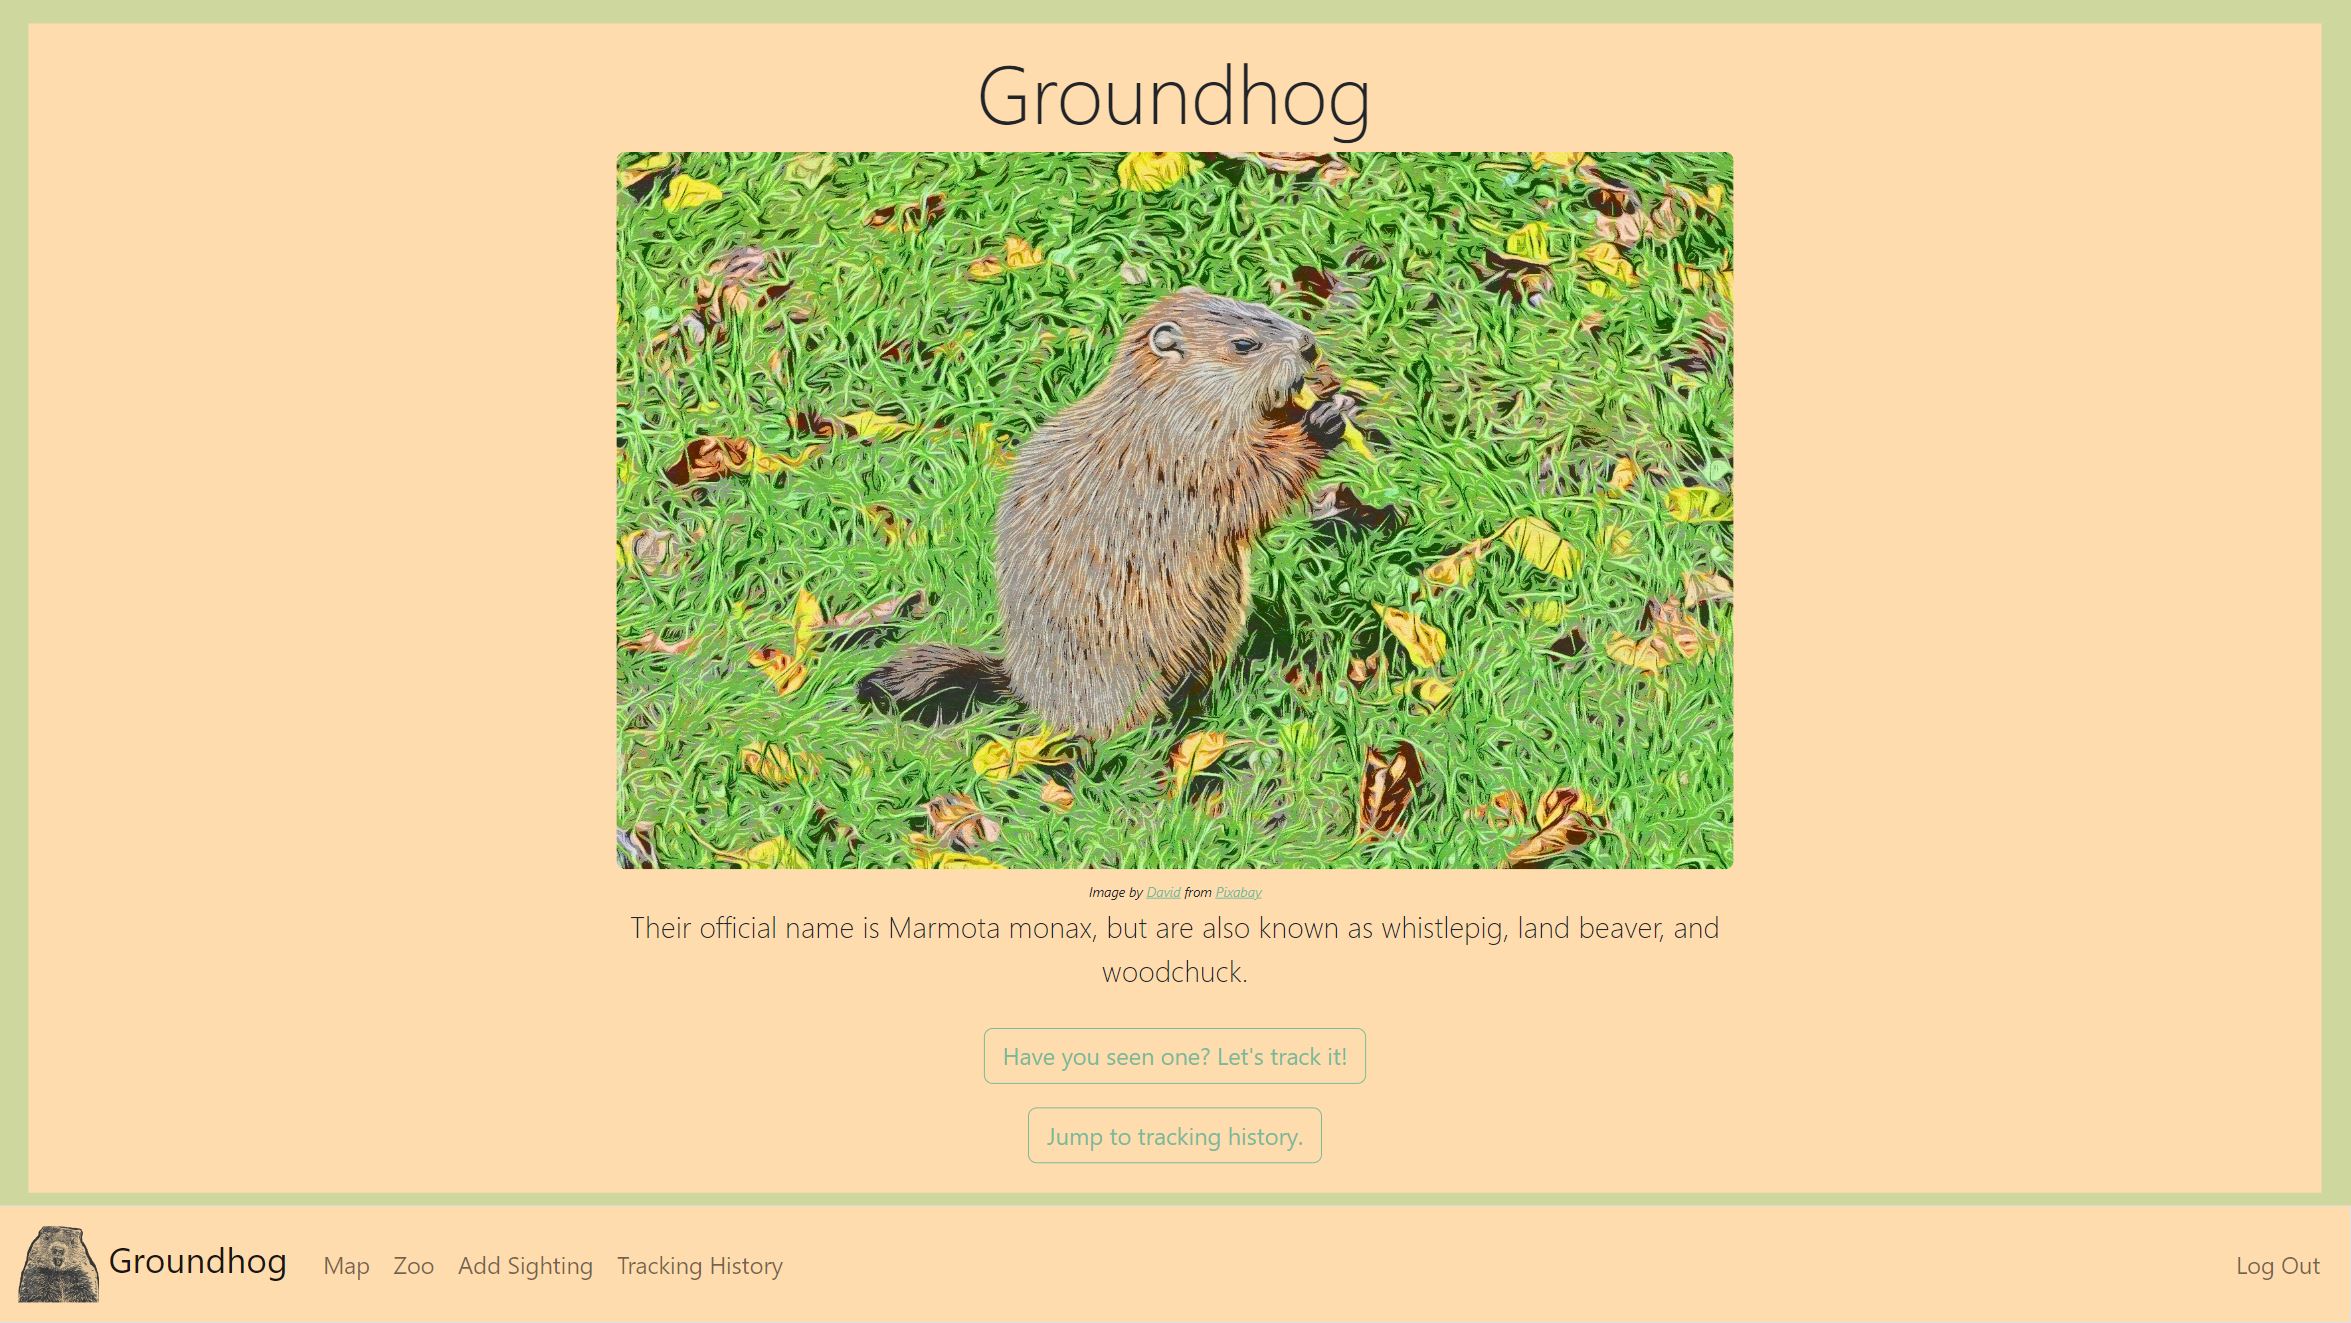 Groundhog
Image by David from Pixabay
Their official name is Marmota monax, but are also known as whistlepig, land beaver, and
woodchuck.
Have you seen one? Let's track it!
Jump to tracking history.
Groundhog Map Zoo Add Sighting Tracking History Log Out